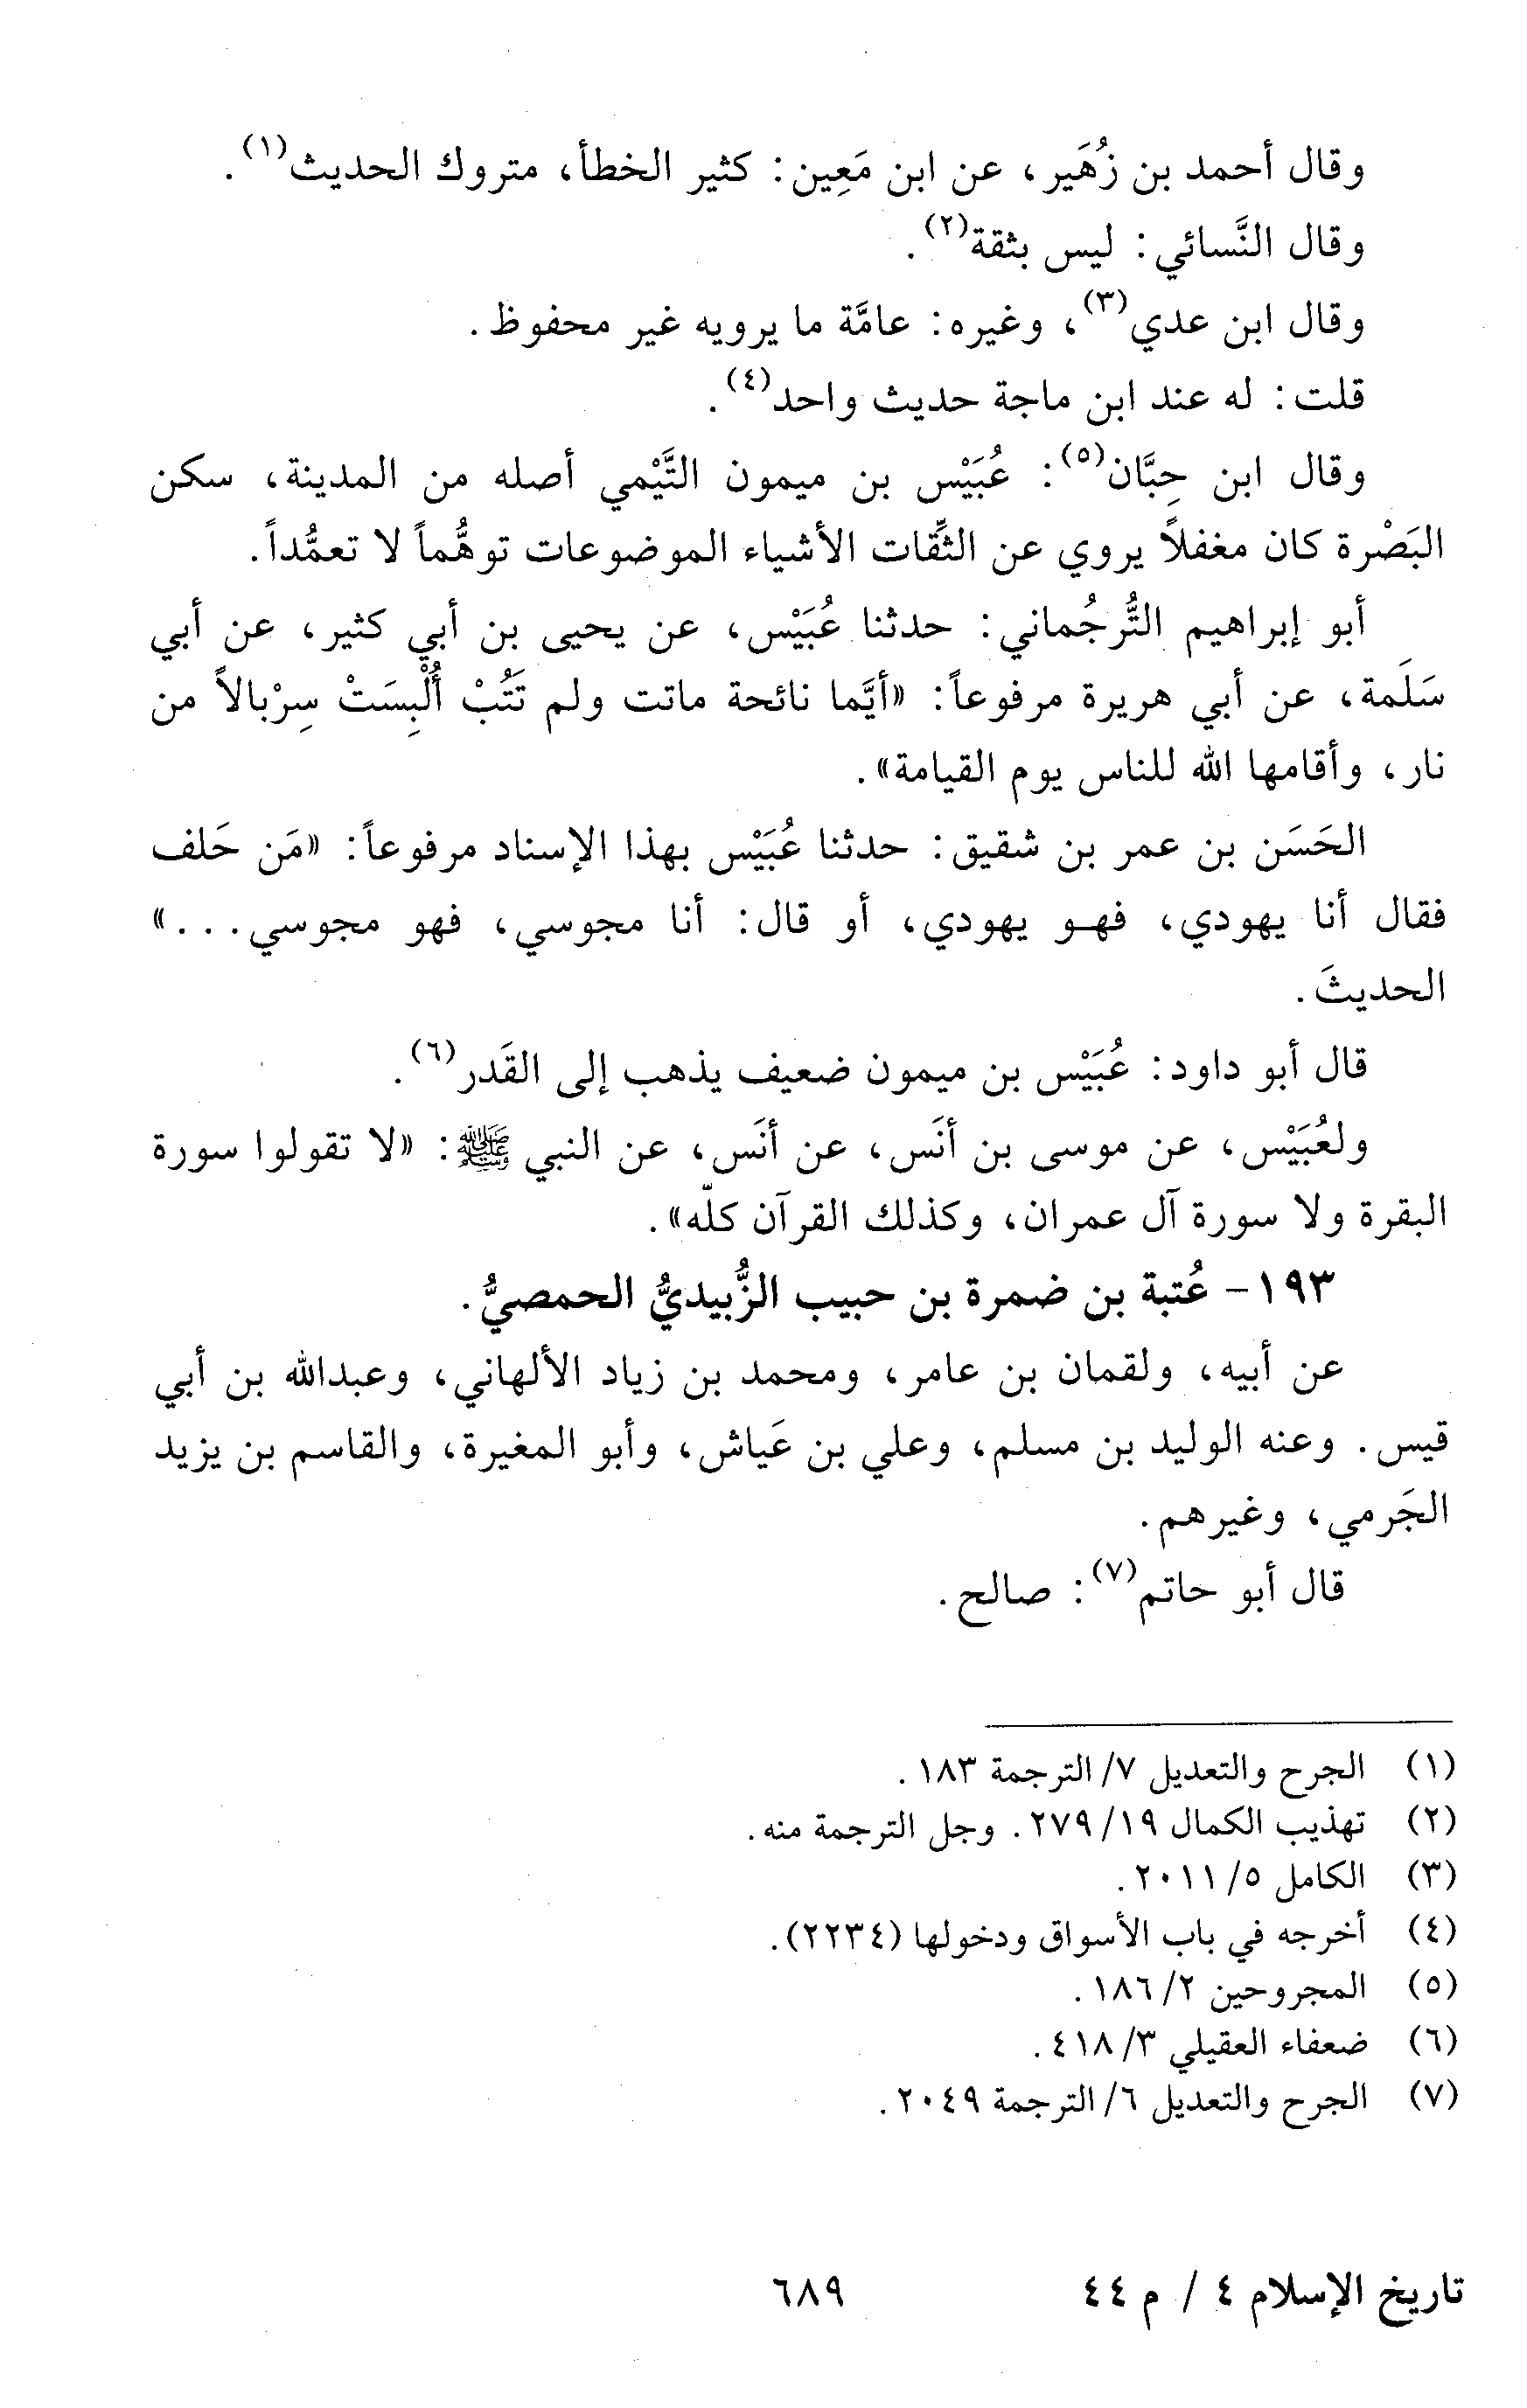 وقال أحمد بن زُهَير، عن ابن مَعِين: كثير الخطأ، متروك الحديث(١).
وقال النَّسائي: ليس بثقة(٢).
وقال ابن عدي(٣)، وغيره: عامَّة ما يرويه غير محفوظ.
قلت: له عند ابن ماجة حديث واحد(٤).
وقال ابن حِبَّان(٥): عُبَيْس بن ميمون التَّيْمي أصله من المدينة، سكن
البَصْرة كان مغفلاً يروي عن الثِّقات الأشياء الموضوعات توهُّماً لا تعمُّداً.
أبو إبراهيم التُّرجُماني: حدثنا عُبَيْس، عن يحيى بن أبي كثير، عن أبي
سَلَمة، عن أبي هريرة مرفوعاً: «أيَّما نائحة ماتت ولم تَتُبْ أُلْبِسَتْ سِرْبالاً من
نار، وأقامها الله للناس يوم القيامة».
الحَسَن بن عمر بن شقيق: حدثنا عُبَيْس بهذا الإسناد مرفوعاً: «مَن حَلف
فقال أنا يهودي، فهو يهودي، أو قال: أنا مجوسي، فهو مجوسي...»
الحديثَ.
قال أبو داود: عُبَيْس بن ميمون ضعيف يذهب إلى القَدر(٦).
ولعُبَيْس، عن موسى بن أنَس، عن أنَس، عن النبي ﷺ: «لا تقولوا سورة
البقرة ولا سورة آل عمران، وكذلك القرآن كلّه».
١٩٣- عُتبة بن ضمرة بن حبيب الزُّبيديُّ الحمصيُّ.
عن أبيه، ولقمان بن عامر، ومحمد بن زياد الألهاني، وعبدالله بن أبي
قيس. وعنه الوليد بن مسلم، وعلي بن عَياش، وأبو المغيرة، والقاسم بن يزيد
الجَرمي، وغيرهم.
قال أبو حاتم(٧): صالح.
(١) الجرح والتعديل ٧/ الترجمة ١٨٣.
(٢) تهذيب الكمال ١٩/ ٢٧٩. وجل الترجمة منه.
(٣) الكامل ٥/ ٢٠١١.
(٤) أخرجه في باب الأسواق ودخولها (٢٢٣٤).
(٥) المجروحين ٢/ ١٨٦.
(٦) ضعفاء العقيلي ٣/ ٤١٨.
(٧) الجرح والتعديل ٦/ الترجمة ٢٠٤٩.
تاريخ الإسلام ٤ / م ٤٤
٦٨٩